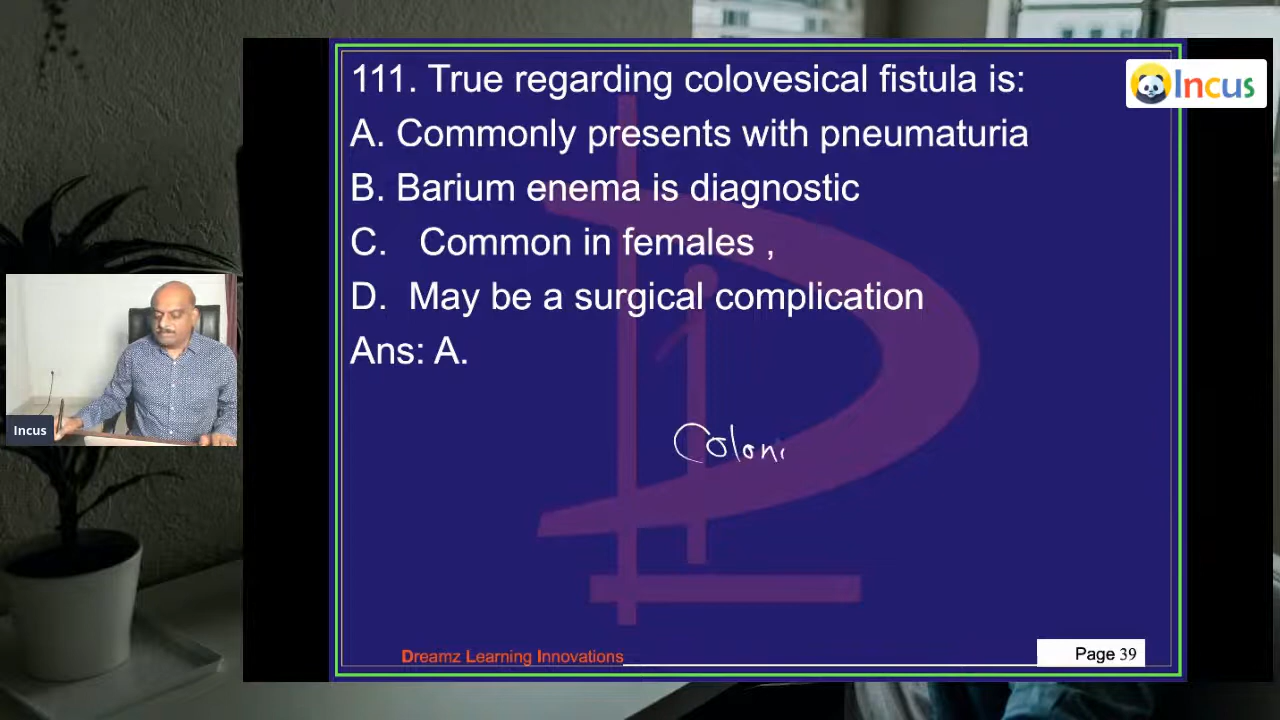 111. True regarding colovesical fistula is:
Incus
A. Commonly presents with pneumaturia
B. Barium enema is diagnostic
C. Common in females ,
D. May be a surgical complication
Ans: A.
Incus
Coloni
Dreamz Learning Innovations
Page 39